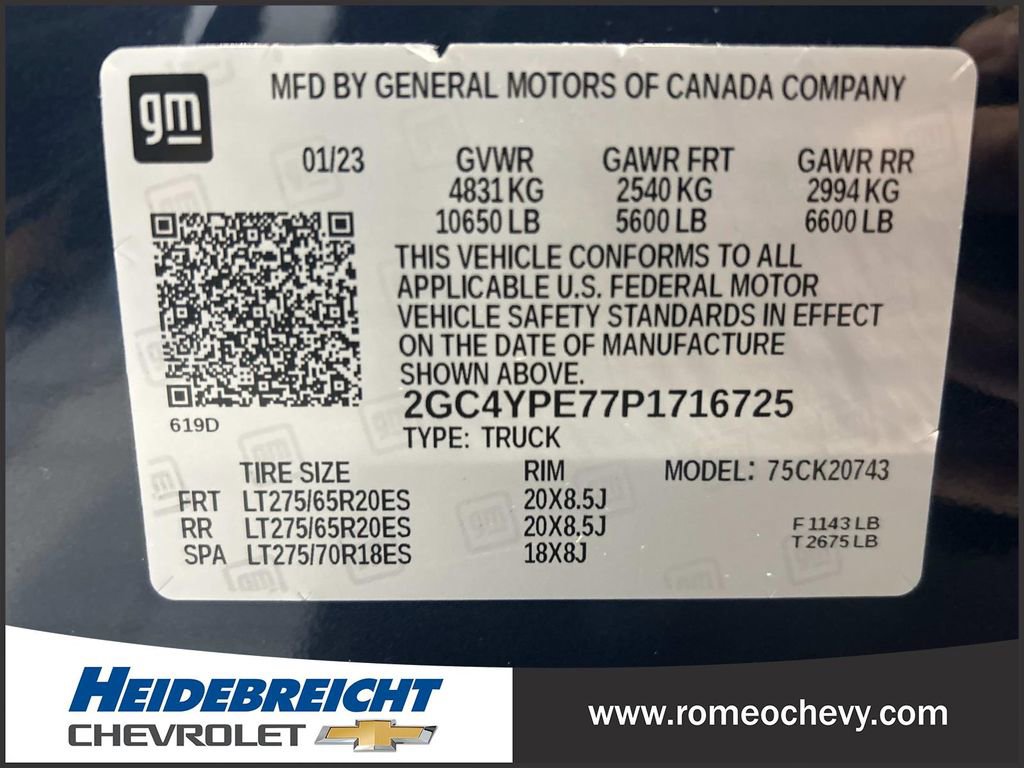 gm
MFD BY GENERAL MOTORS OF CANADA COMPANY
01/23 GVWR GAWR FRT GAWR RR
4831 KG 2540 KG 2994 KG
10650 LB 5600 LB 6600 LB
THIS VEHICLE CONFORMS TO ALL
APPLICABLE U.S. FEDERAL MOTOR
VEHICLE SAFETY STANDARDS IN EFFECT
ON THE DATE OF MANUFACTURE
SHOWN ABOVE.
2GC4YPE77P1716725
619D
TYPE: TRUCK
TIRE SIZE RIM MODEL: 75CK20743
FRT LT275/65R20ES 20X8.5J
RR LT275/65R20ES 20X8.5J F 1143 LB
SPA LT275/70R18ES 18X8J T 2675 LB
HEIDEBREICHT
CHEVROLET
www.romeochevy.com